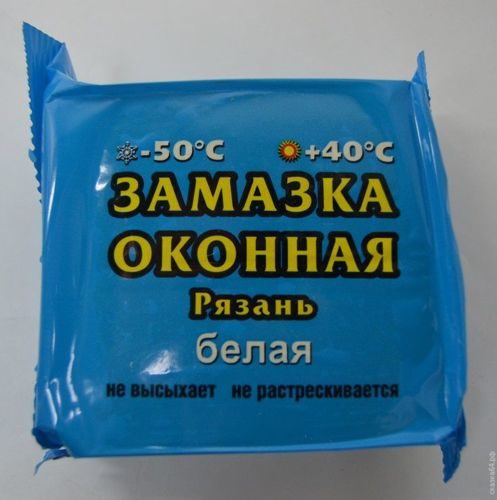 -50°C +40°C
ЗАМАЗКА
ОКОННАЯ
Рязань
белая
не высыхает не растрескивается